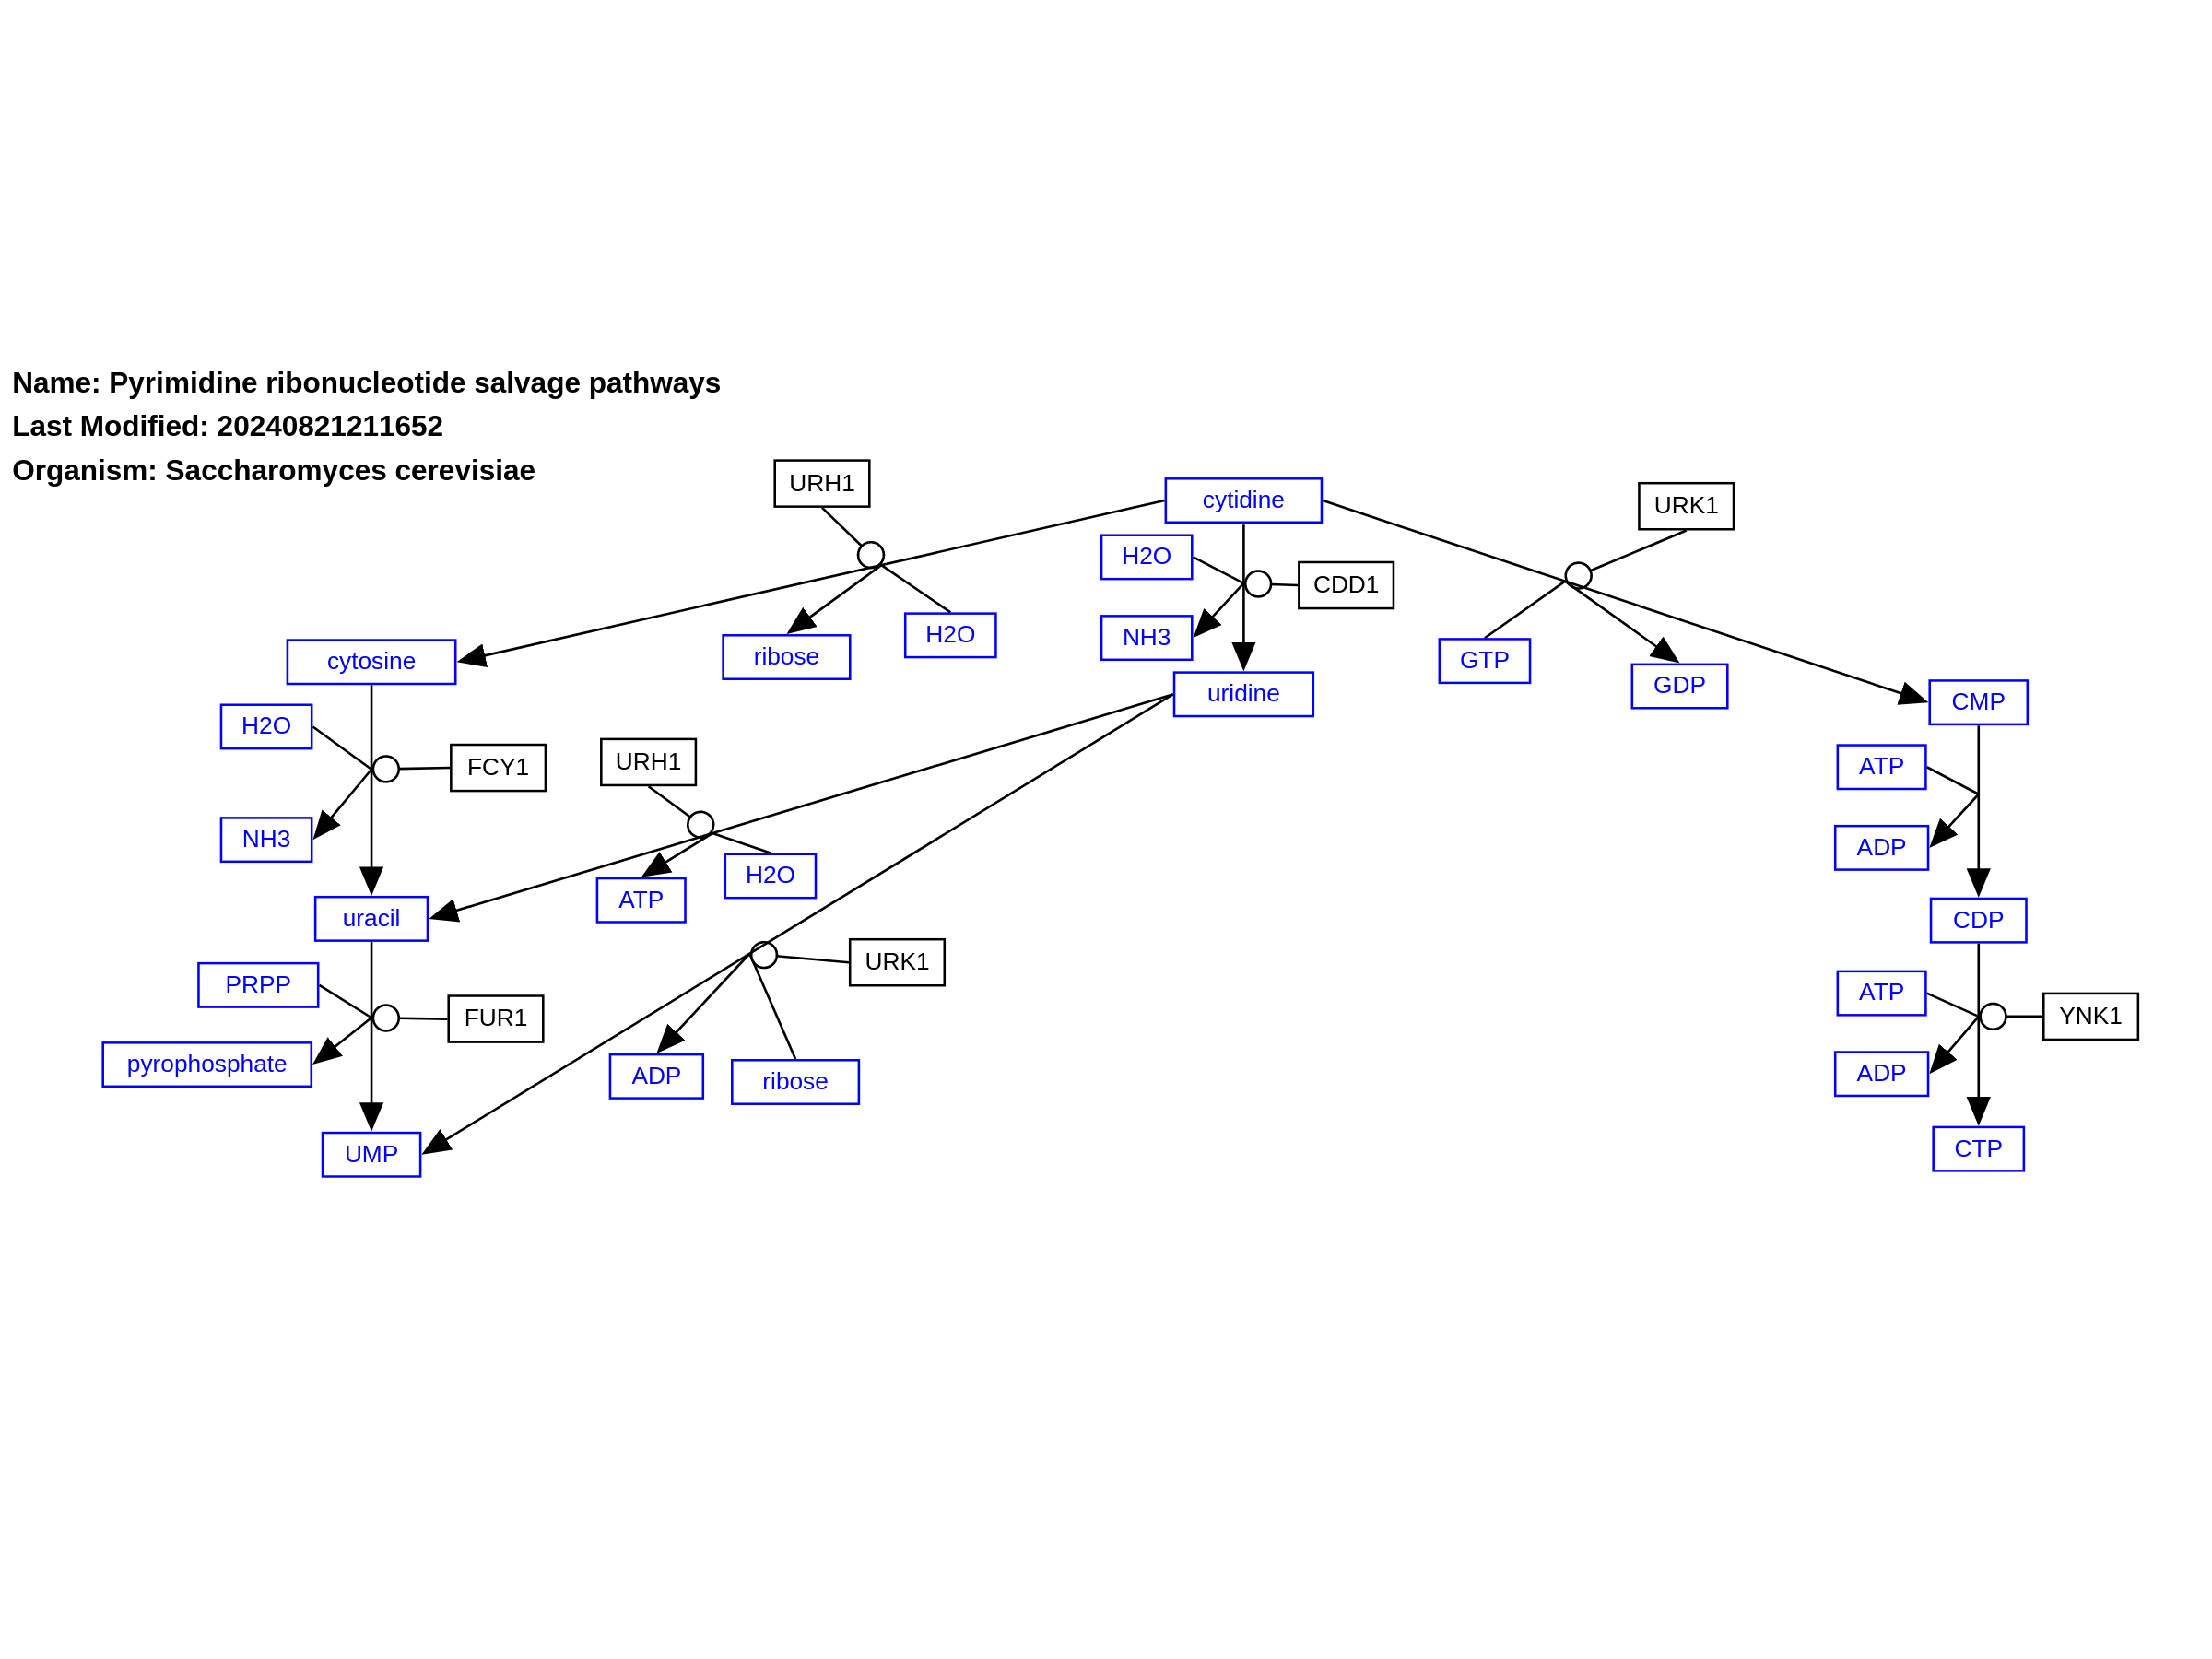 Name: Pyrimidine ribonucleotide salvage pathways
Last Modified: 20240821211652
Organism: Saccharomyces cerevisiae
URH1
cytidine
URK1
H2O
CDD1
H2O
NH3
ribose
cytosine
GTP
GDP
uridine
CMP
H2O
FCY1
URH1
ATP
NH3
ADP
H2O
ATP
uracil
CDP
URK1
PRPP
ATP
FUR1
YNK1
pyrophosphate
ADP
ribose
ADP
UMP
CTP